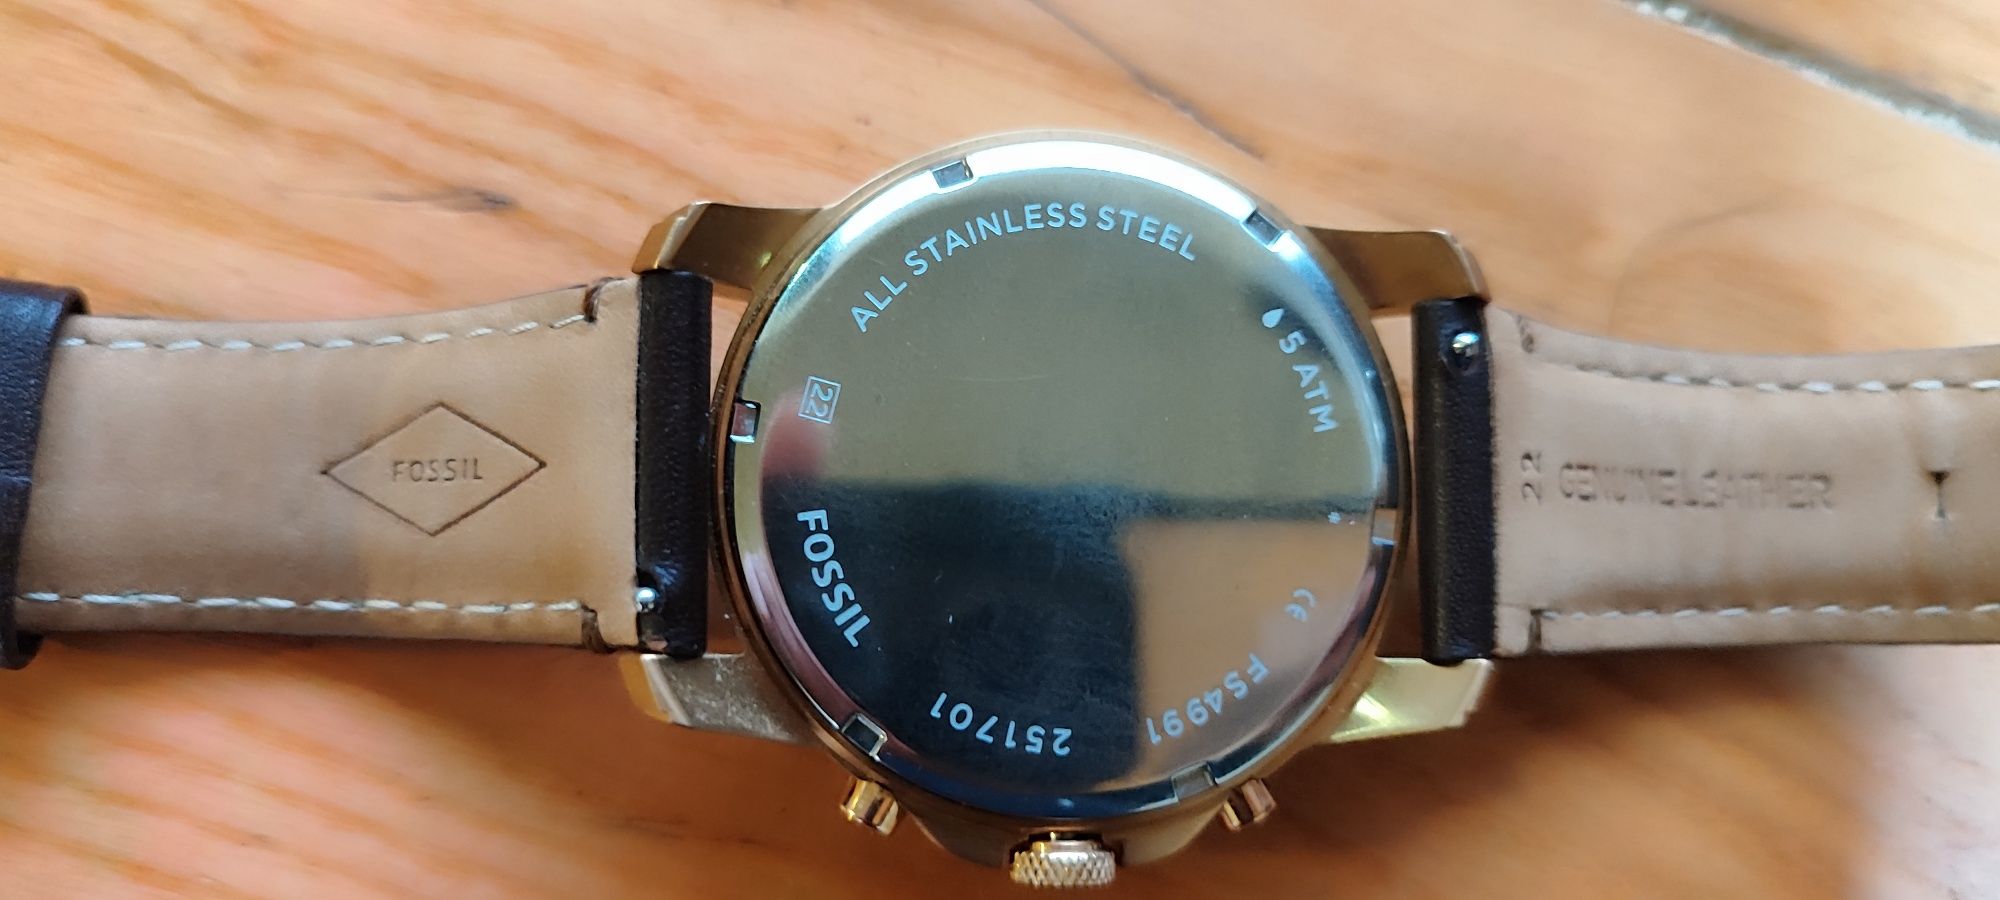 ALL STAINLESS STEEL
5 ATM
22
FOSSIL
CE
FS4991
251701
FOSSIL
22 GENUINE LEATHER